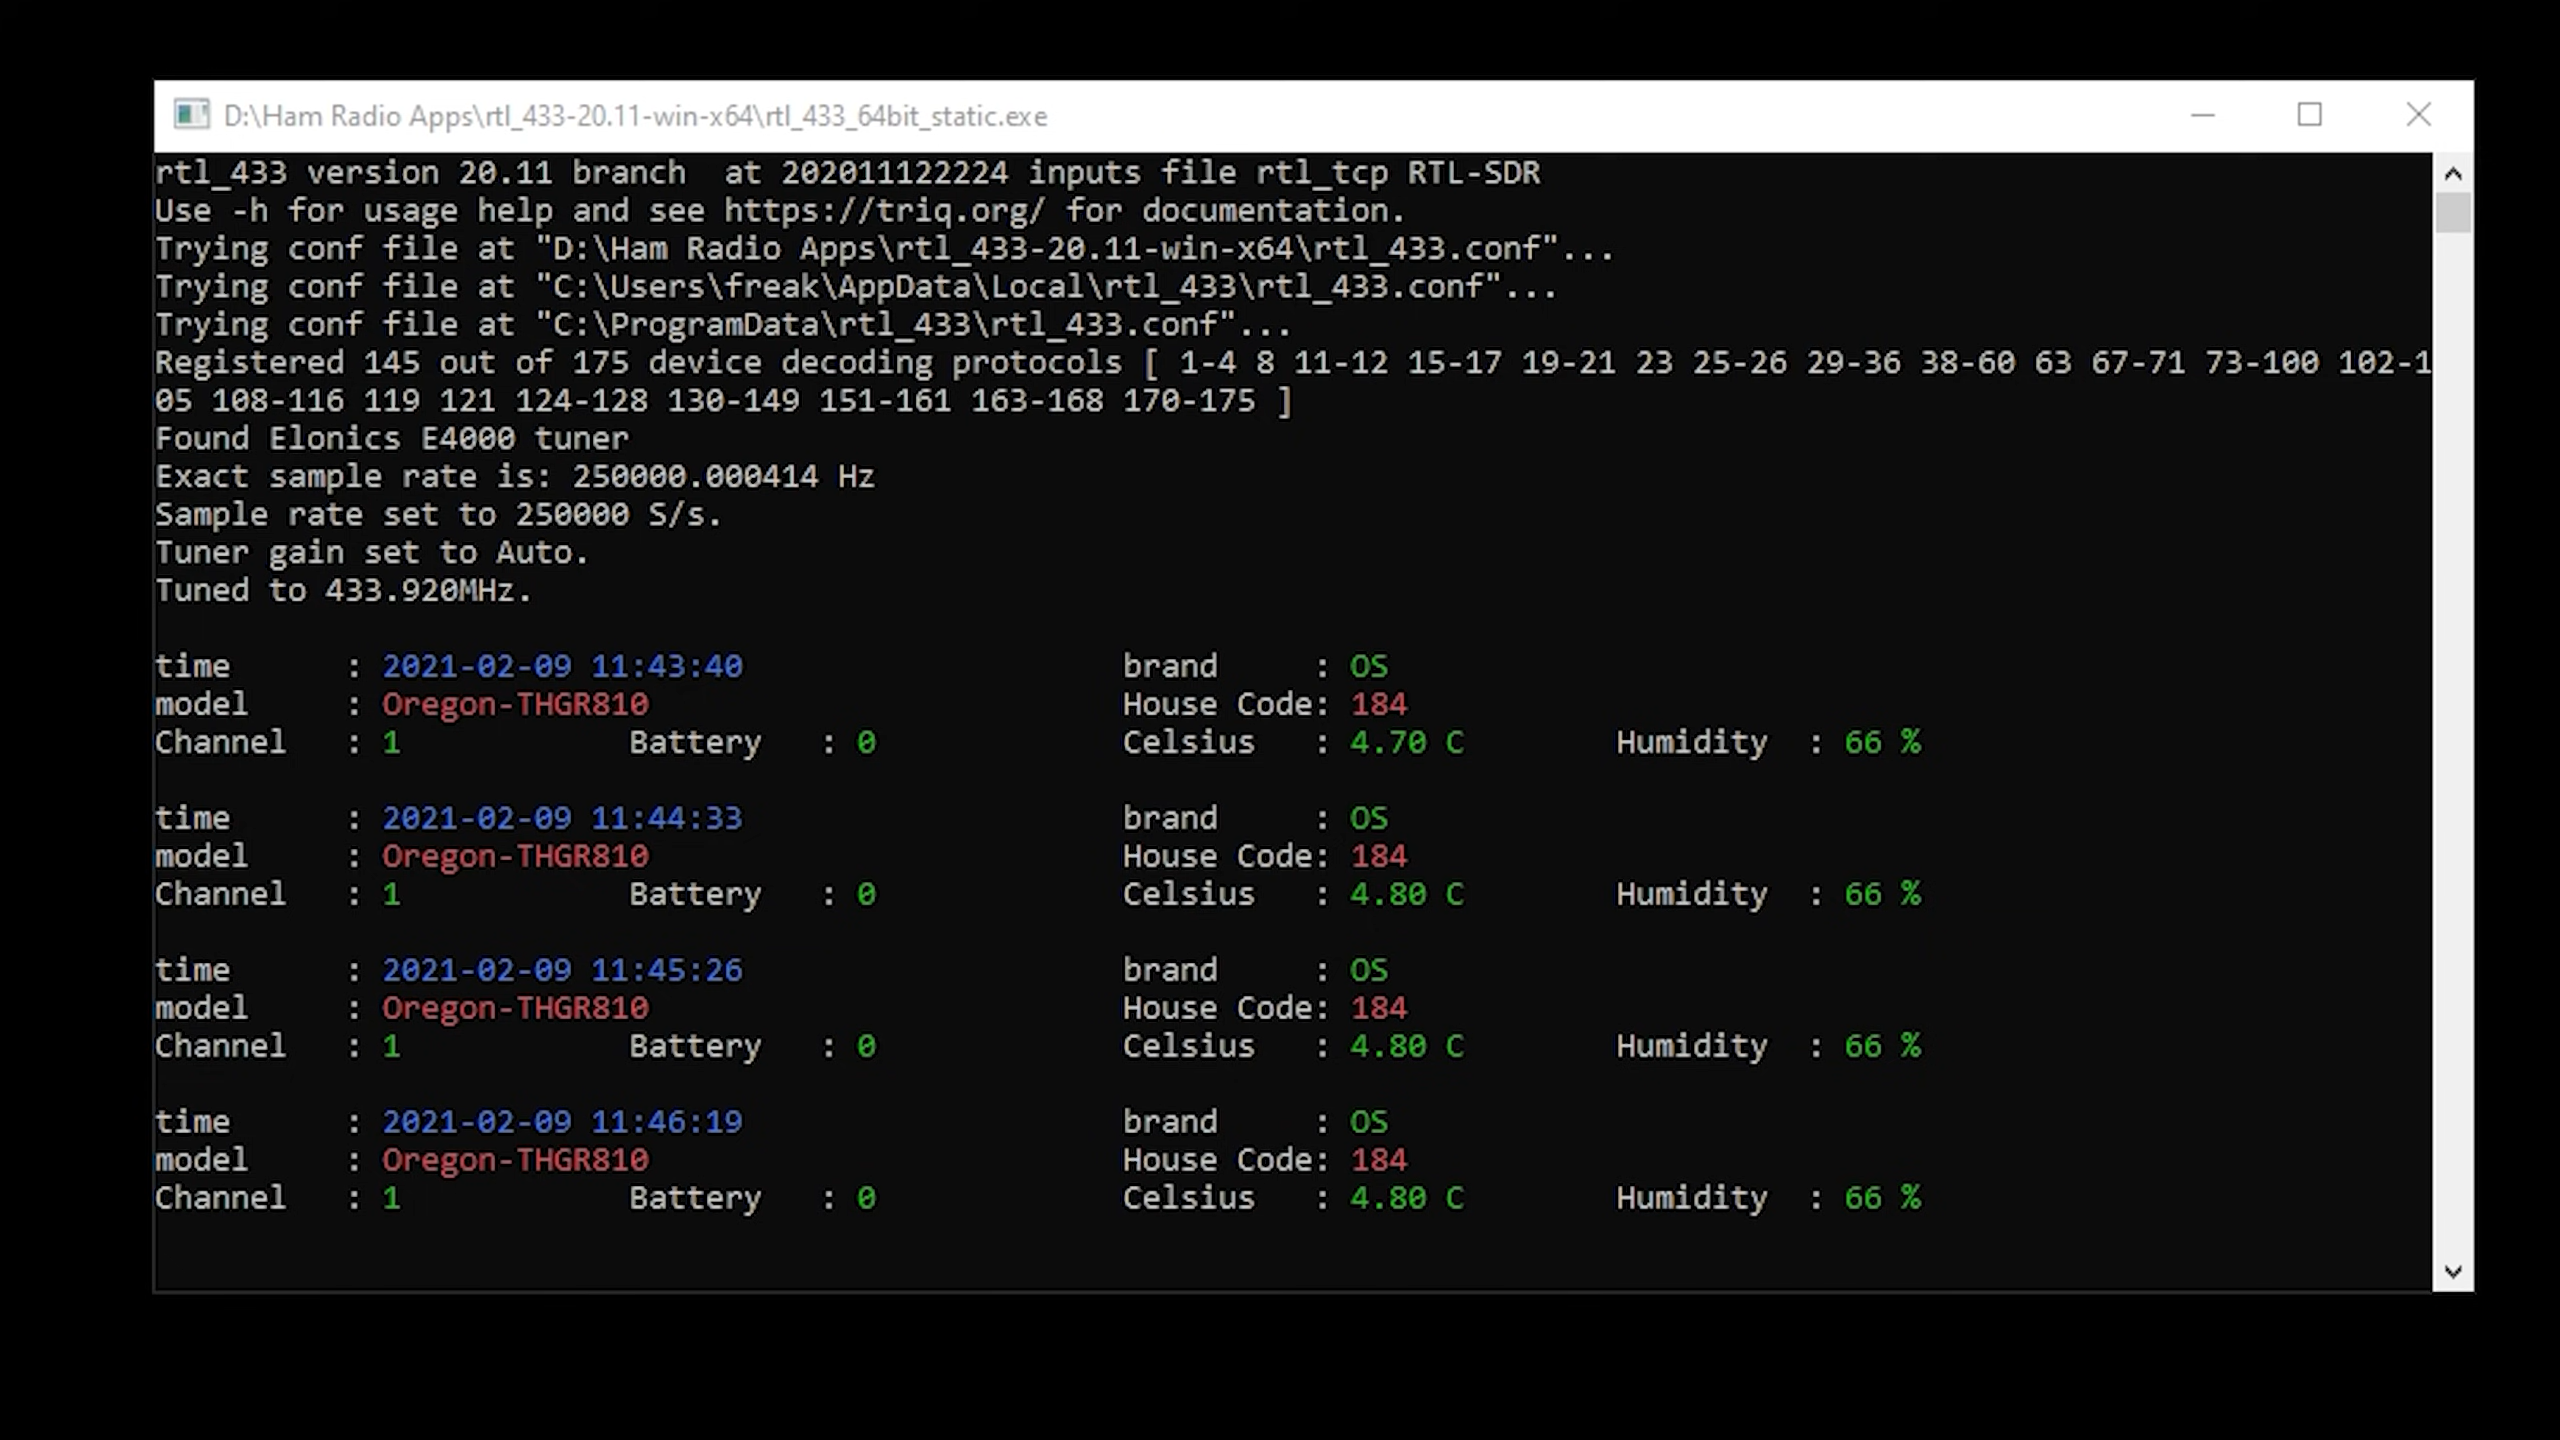 D:\Ham Radio Apps\rtl_433-20.11-win-x64\rtl_433_64bit_static.exe
rtl_433 version 20.11 branch  at 202011122224 inputs file rtl_tcp RTL-SDR
Use -h for usage help and see https://triq.org/ for documentation.
Trying conf file at "D:\Ham Radio Apps\rtl_433-20.11-win-x64\rtl_433.conf"...
Trying conf file at "C:\Users\freak\AppData\Local\rtl_433\rtl_433.conf"...
Trying conf file at "C:\ProgramData\rtl_433\rtl_433.conf"...
Registered 145 out of 175 device decoding protocols [ 1-4 8 11-12 15-17 19-21 23 25-26 29-36 38-60 63 67-71 73-100 102-1
05 108-116 119 121 124-128 130-149 151-161 163-168 170-175 ]
Found Elonics E4000 tuner
Exact sample rate is: 250000.000414 Hz
Sample rate set to 250000 S/s.
Tuner gain set to Auto.
Tuned to 433.920MHz.
time      : 2021-02-09 11:43:40                    brand     : OS
model     : Oregon-THGR810                         House Code: 184
Channel   : 1            Battery   : 0             Celsius   : 4.70 C        Humidity  : 66 %
time      : 2021-02-09 11:44:33                    brand     : OS
model     : Oregon-THGR810                         House Code: 184
Channel   : 1            Battery   : 0             Celsius   : 4.80 C        Humidity  : 66 %
time      : 2021-02-09 11:45:26                    brand     : OS
model     : Oregon-THGR810                         House Code: 184
Channel   : 1            Battery   : 0             Celsius   : 4.80 C        Humidity  : 66 %
time      : 2021-02-09 11:46:19                    brand     : OS
model     : Oregon-THGR810                         House Code: 184
Channel   : 1            Battery   : 0             Celsius   : 4.80 C        Humidity  : 66 %